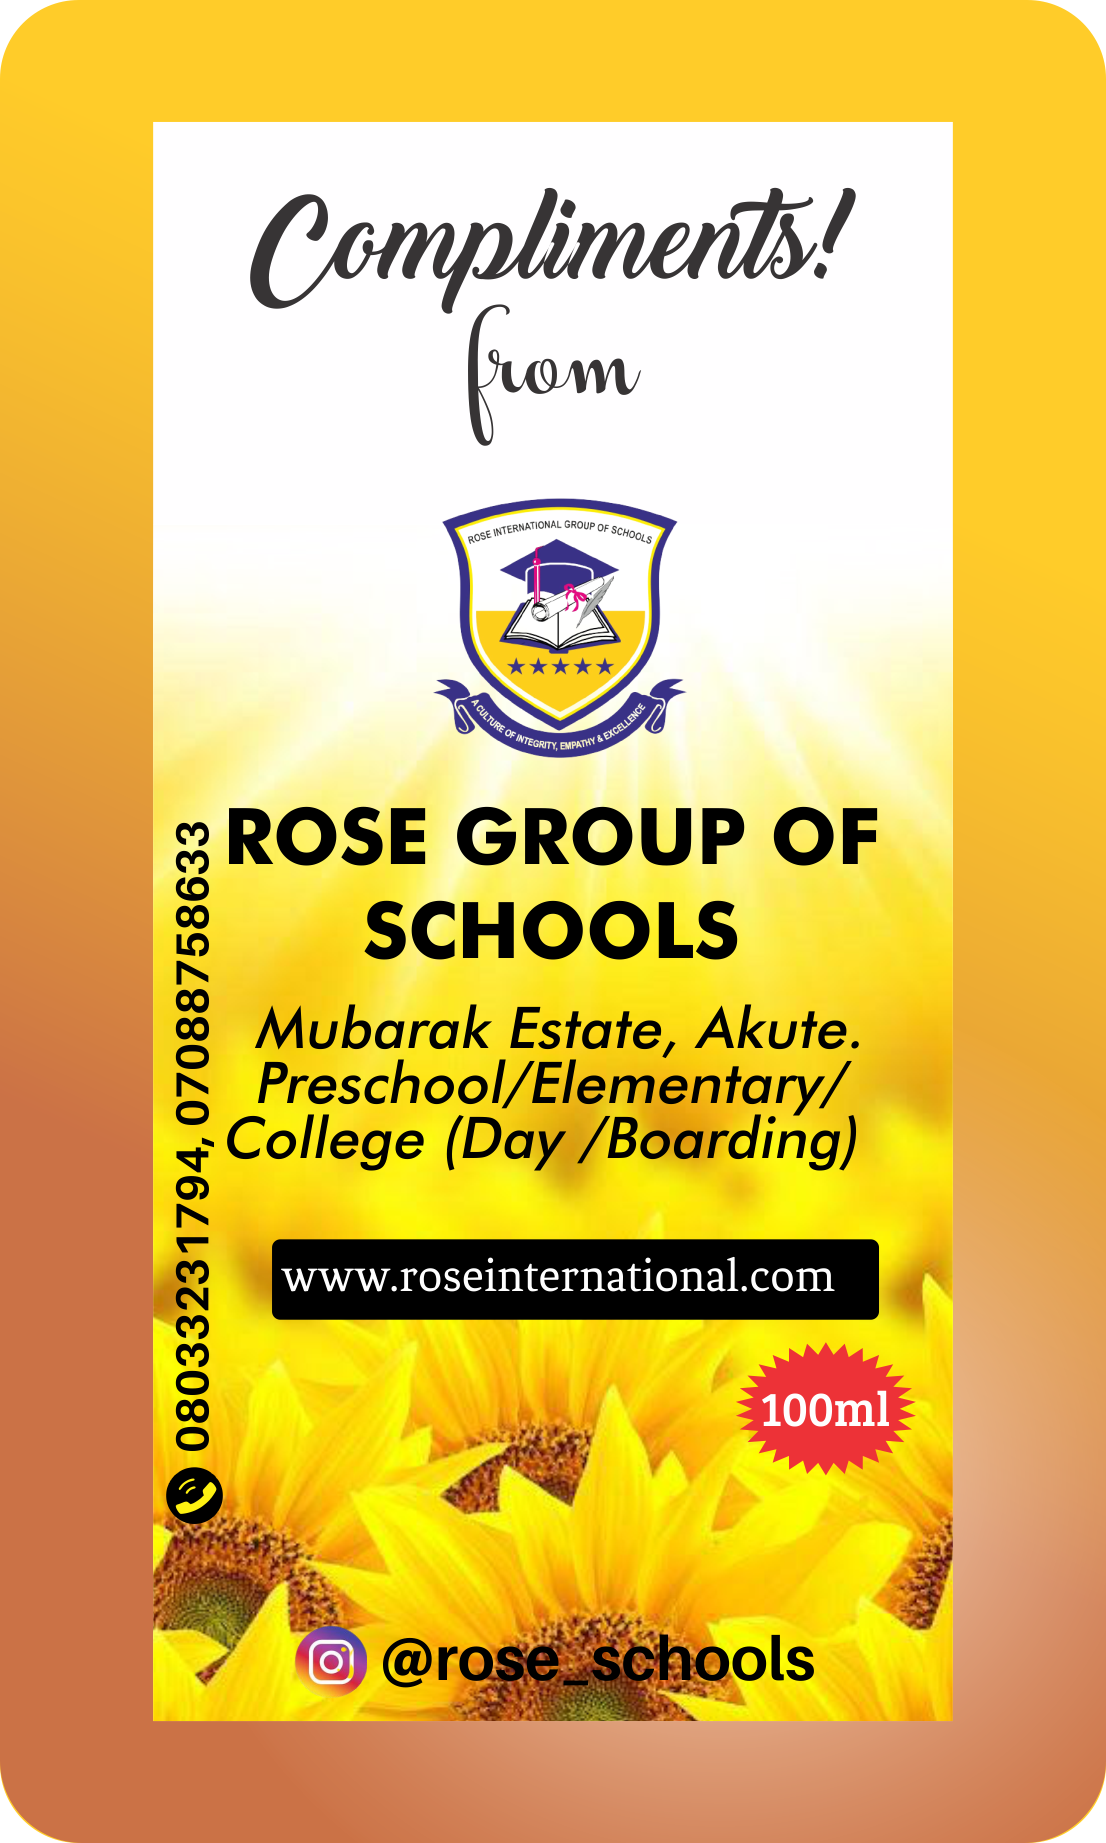 Compliments!
from
ROSE INTERNATIONAL GROUP OF SCHOOLS
A CULTURE OF INTEGRITY, EMPATHY & EXCELLENCE
ROSE GROUP OF
SCHOOLS
Mubarak Estate, Akute.
Preschool/Elementary/
College (Day /Boarding)
08033231794, 07088758633
www.roseinternational.com
100ml
@rose_schools